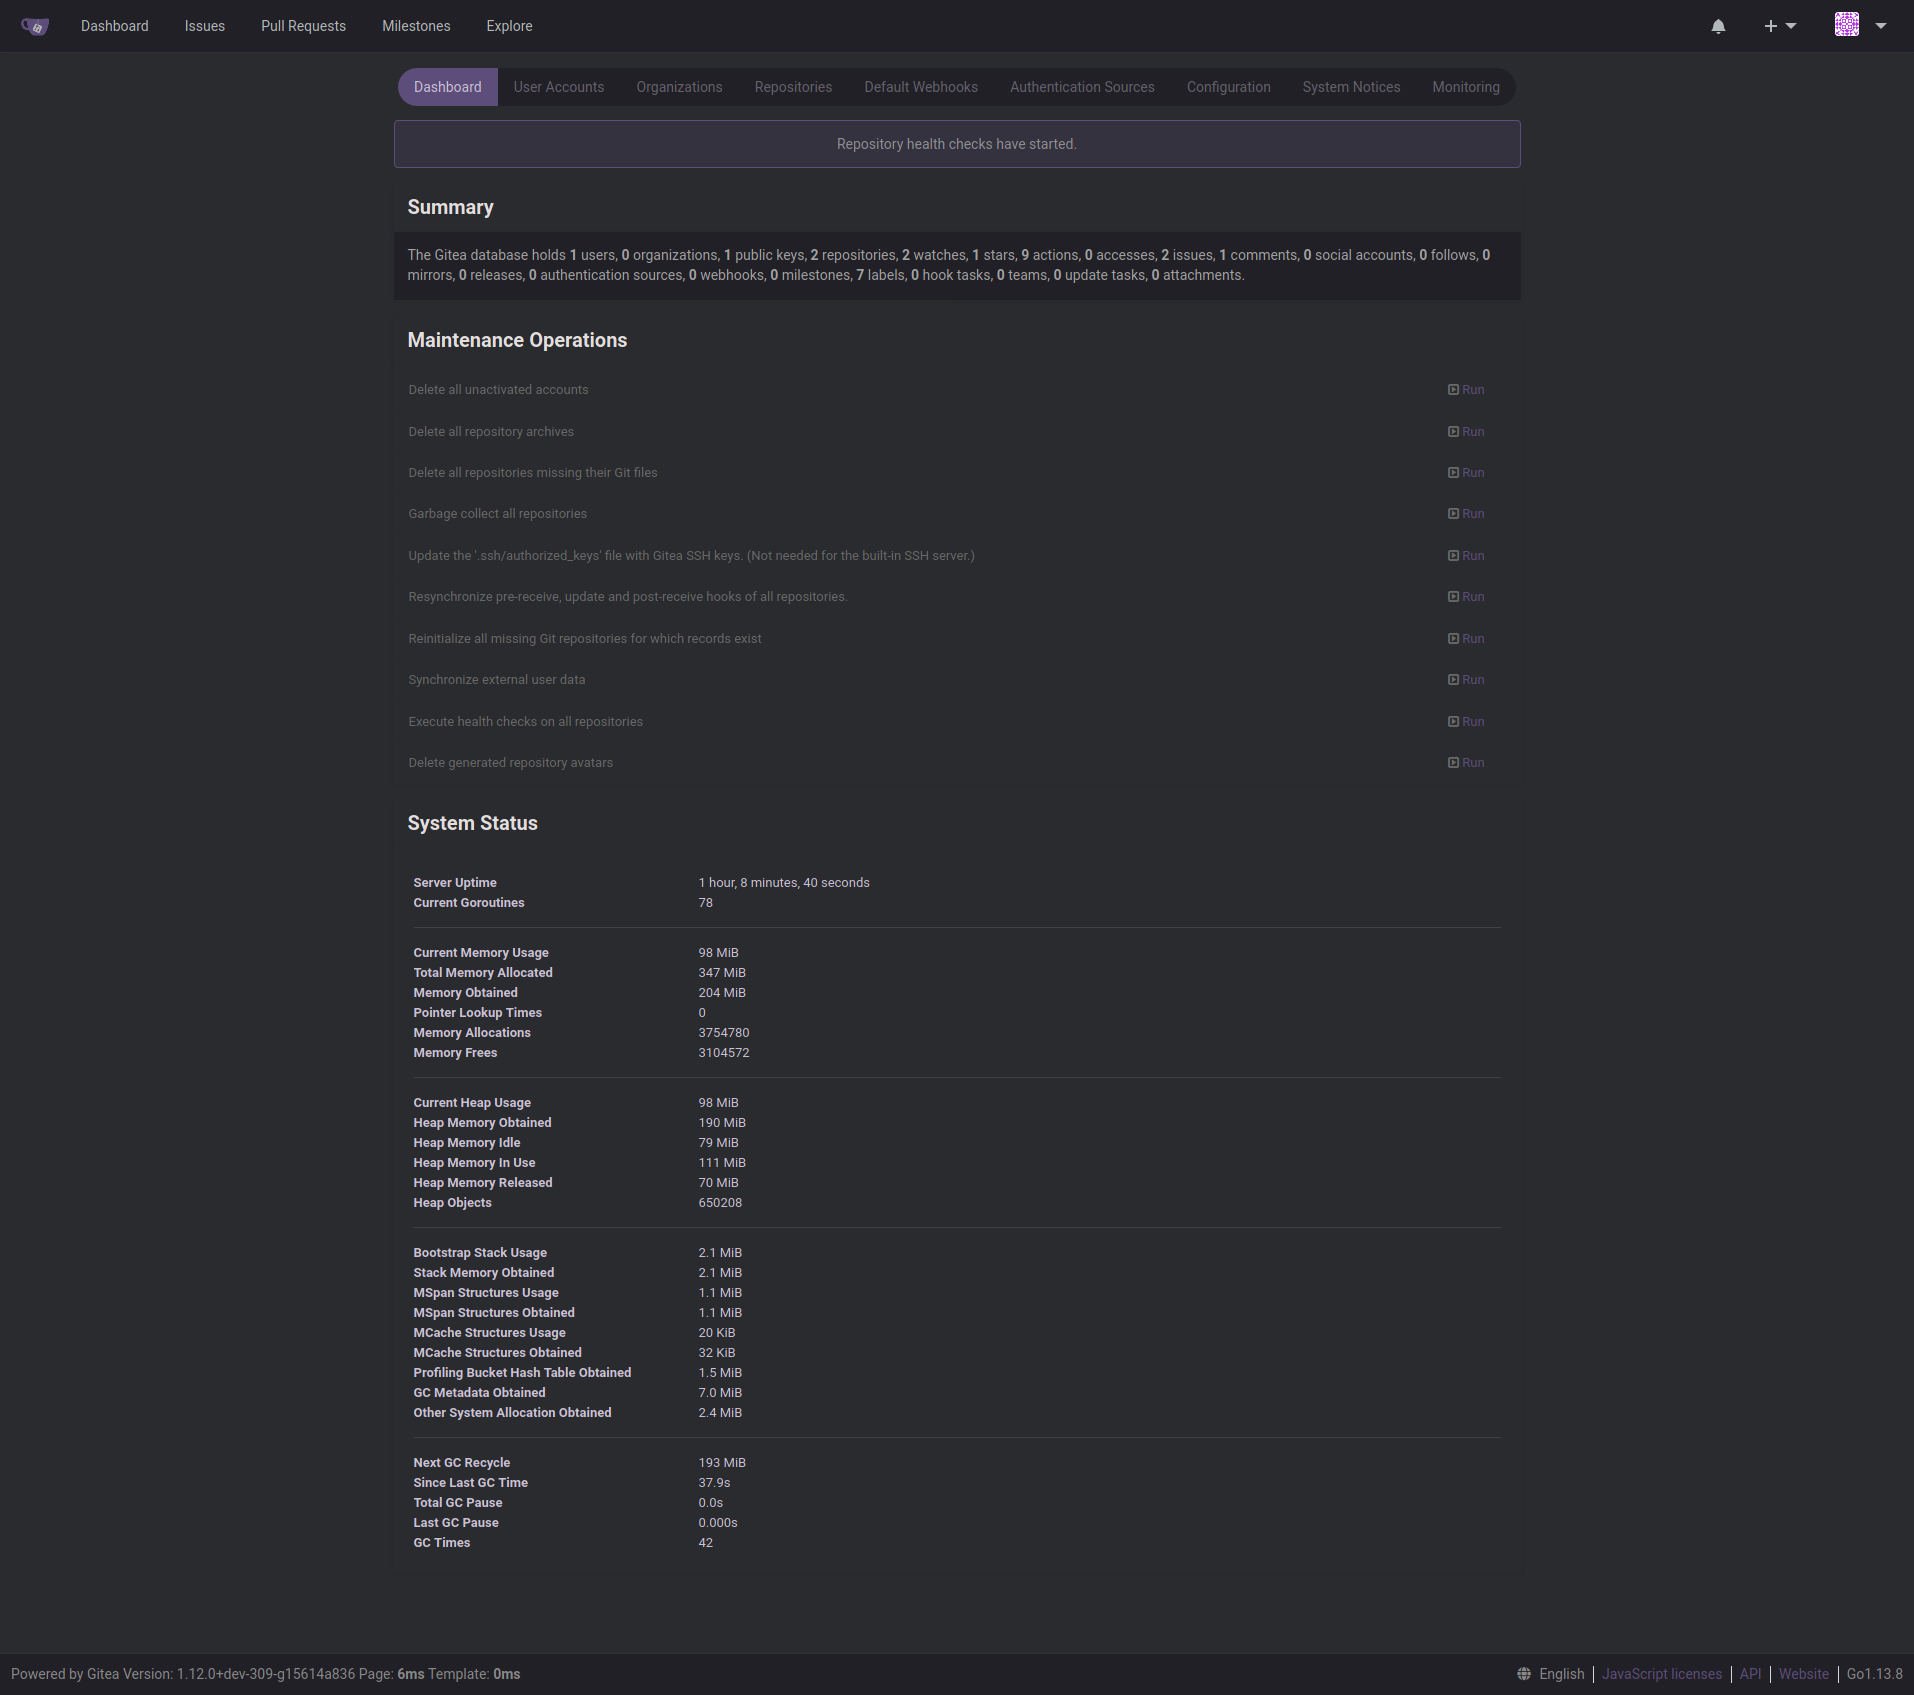 Dashboard Issues Pull Requests Milestones Explore
Dashboard User Accounts Organizations Repositories Default Webhooks Authentication Sources Configuration System Notices Monitoring
Repository health checks have started.
Summary
The Gitea database holds 1 users, 0 organizations, 1 public keys, 2 repositories, 2 watches, 1 stars, 9 actions, 0 accesses, 2 issues, 1 comments, 0 social accounts, 0 follows, 0
mirrors, 0 releases, 0 authentication sources, 0 webhooks, 0 milestones, 7 labels, 0 hook tasks, 0 teams, 0 update tasks, 0 attachments.
Maintenance Operations
Delete all unactivated accounts Run
Delete all repository archives Run
Delete all repositories missing their Git files Run
Garbage collect all repositories Run
Update the '.ssh/authorized_keys' file with Gitea SSH keys. (Not needed for the built-in SSH server.) Run
Resynchronize pre-receive, update and post-receive hooks of all repositories. Run
Reinitialize all missing Git repositories for which records exist Run
Synchronize external user data Run
Execute health checks on all repositories Run
Delete generated repository avatars Run
System Status
Server Uptime 1 hour, 8 minutes, 40 seconds
Current Goroutines 78
Current Memory Usage 98 MiB
Total Memory Allocated 347 MiB
Memory Obtained 204 MiB
Pointer Lookup Times 0
Memory Allocations 3754780
Memory Frees 3104572
Current Heap Usage 98 MiB
Heap Memory Obtained 190 MiB
Heap Memory Idle 79 MiB
Heap Memory In Use 111 MiB
Heap Memory Released 70 MiB
Heap Objects 650208
Bootstrap Stack Usage 2.1 MiB
Stack Memory Obtained 2.1 MiB
MSpan Structures Usage 1.1 MiB
MSpan Structures Obtained 1.1 MiB
MCache Structures Usage 20 KiB
MCache Structures Obtained 32 KiB
Profiling Bucket Hash Table Obtained 1.5 MiB
GC Metadata Obtained 7.0 MiB
Other System Allocation Obtained 2.4 MiB
Next GC Recycle 193 MiB
Since Last GC Time 37.9s
Total GC Pause 0.0s
Last GC Pause 0.000s
GC Times 42
Powered by Gitea Version: 1.12.0+dev-309-g15614a836 Page: 6ms Template: 0ms English JavaScript licenses API Website Go1.13.8